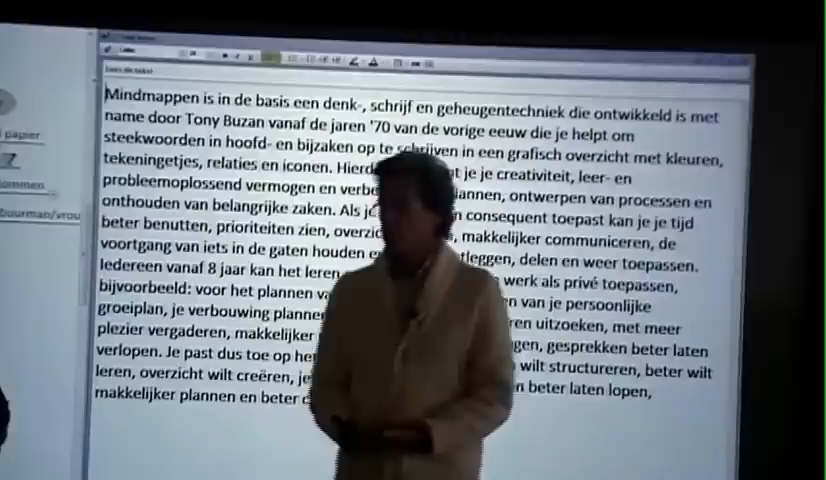 Mindmappen is in de basis een denk-, schrijf en geheugentechniek die ontwikkeld is met
name door Tony Buzan vanaf de jaren '70 van de vorige eeuw die je helpt om
steekwoorden in hoofd- en bijzaken op te schrijven in een grafisch overzicht met kleuren,
tekeningetjes, relaties en iconen. je je creativiteit, leer- en
probleemoplossend vermogen en ontwerpen van processen en
onthouden van belangrijke zaken. Als consequent toepast kan je je tijd
beter benutten, prioriteiten zien, makkelijker communiceren, de
voortgang van iets in de gaten houden delen en weer toepassen.
Iedereen vanaf 8 jaar kan het leren werk als privé toepassen,
bijvoorbeeld: voor het plannen van je persoonlijke
groeiplan, je verbouwing uitzoeken, met meer
plezier vergaderen, makkelijker gesprekken beter laten
verlopen. Je past dus toe op wilt structureren, beter wilt
leren, overzicht wilt creëren, beter laten lopen,
makkelijker plannen en beter
papier